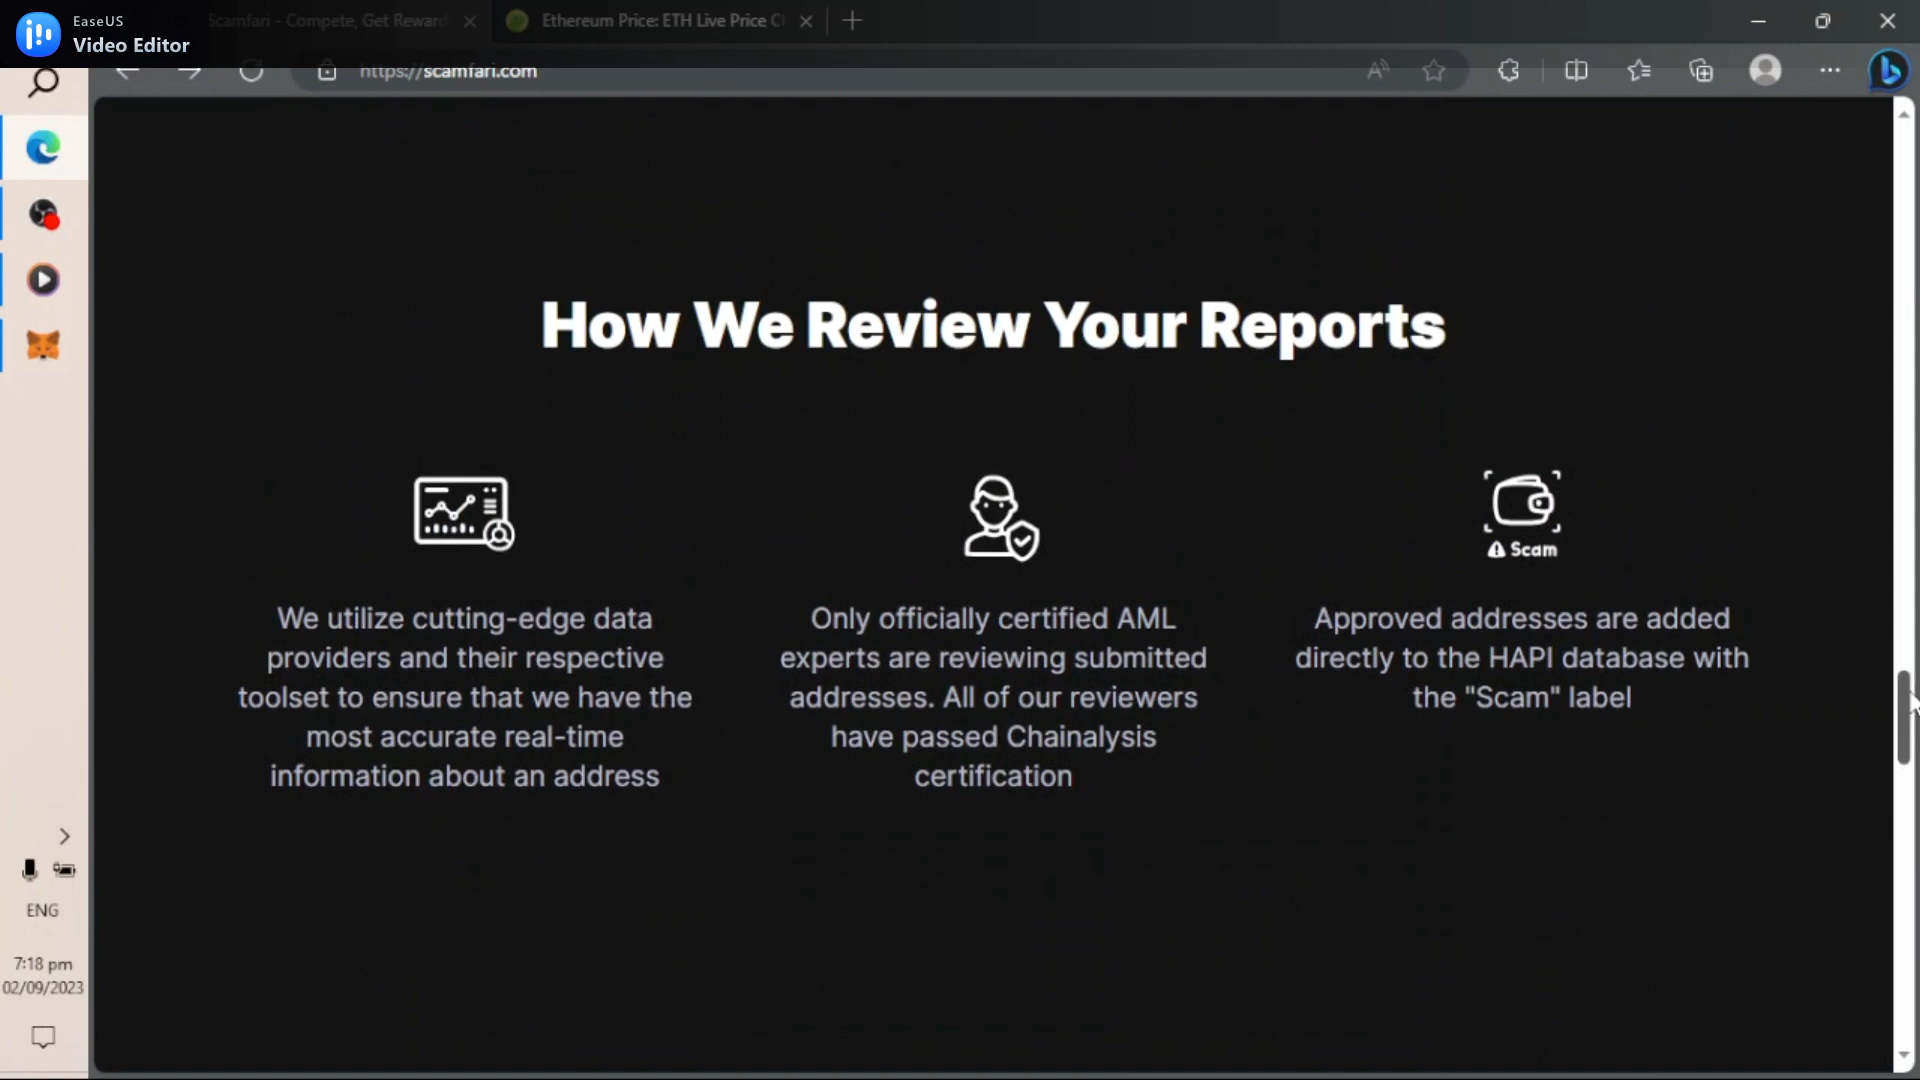 EaseUS
Video Editor
Scamfari - Compete, Get Reward
Ethereum Price: ETH Live Price C
https://scamfari.com
How We Review Your Reports
Scam
We utilize cutting-edge data
providers and their respective
toolset to ensure that we have the
most accurate real-time
information about an address
Only officially certified AML
experts are reviewing submitted
addresses. All of our reviewers
have passed Chainalysis
certification
Approved addresses are added
directly to the HAPI database with
the "Scam" label
ENG
7:18 pm
02/09/2023